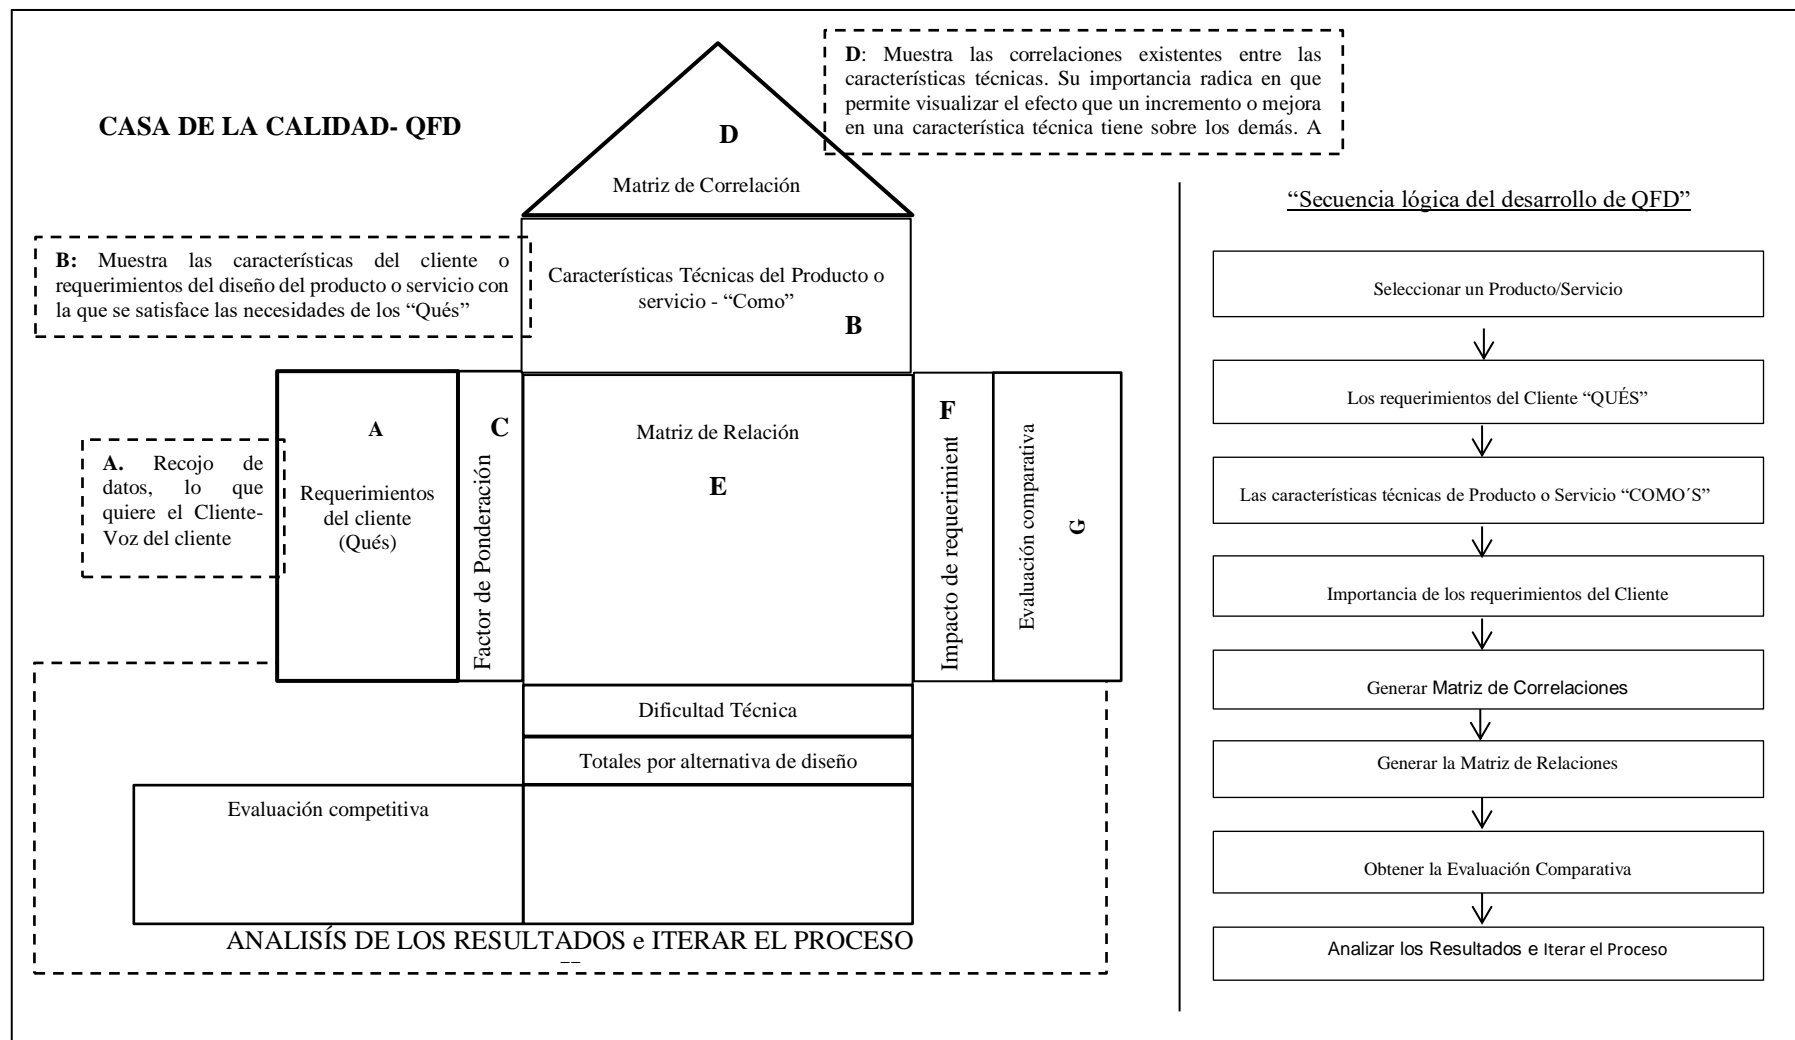 CASA DE LA CALIDAD- QFD
D: Muestra las correlaciones existentes entre las
características técnicas. Su importancia radica en que
permite visualizar el efecto que un incremento o mejora
en una característica técnica tiene sobre los demás. A
D
Matriz de Correlación
B: Muestra las características del cliente o
requerimientos del diseño del producto o servicio con
la que se satisface las necesidades de los “Qués”
Características Técnicas del Producto o
servicio - “Como”
B
A. Recojo de
datos, lo que
quiere el Cliente-
Voz del cliente
A
Requerimientos
del cliente
(Qués)
C
Factor de Ponderación
Matriz de Relación
E
F
Impacto de requerimient
Evaluación comparativa
G
Dificultad Técnica
Totales por alternativa de diseño
Evaluación competitiva
ANALISÍS DE LOS RESULTADOS e ITERAR EL PROCESO
“Secuencia lógica del desarrollo de QFD”
Seleccionar un Producto/Servicio
Los requerimientos del Cliente “QUÉS”
Las características técnicas de Producto o Servicio “COMO´S”
Importancia de los requerimientos del Cliente
Generar Matriz de Correlaciones
Generar la Matriz de Relaciones
Obtener la Evaluación Comparativa
Analizar los Resultados e Iterar el Proceso